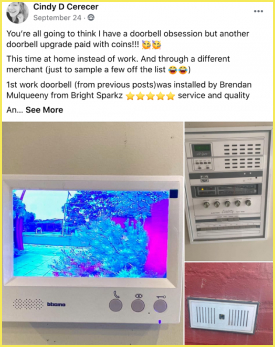 Cindy D Cerecer
September 24
You're all going to think I have a doorbell obsession but another
doorbell upgrade paid with coins!!! 🥳🥳
This time at home instead of work. And through a different
merchant (just to sample a few off the list 😂😂)
1st work doorbell (from previous posts)was installed by Brendan
Mulqueeny from Bright Sparkz ⭐⭐⭐⭐⭐ service and quality
An... See More
bticino